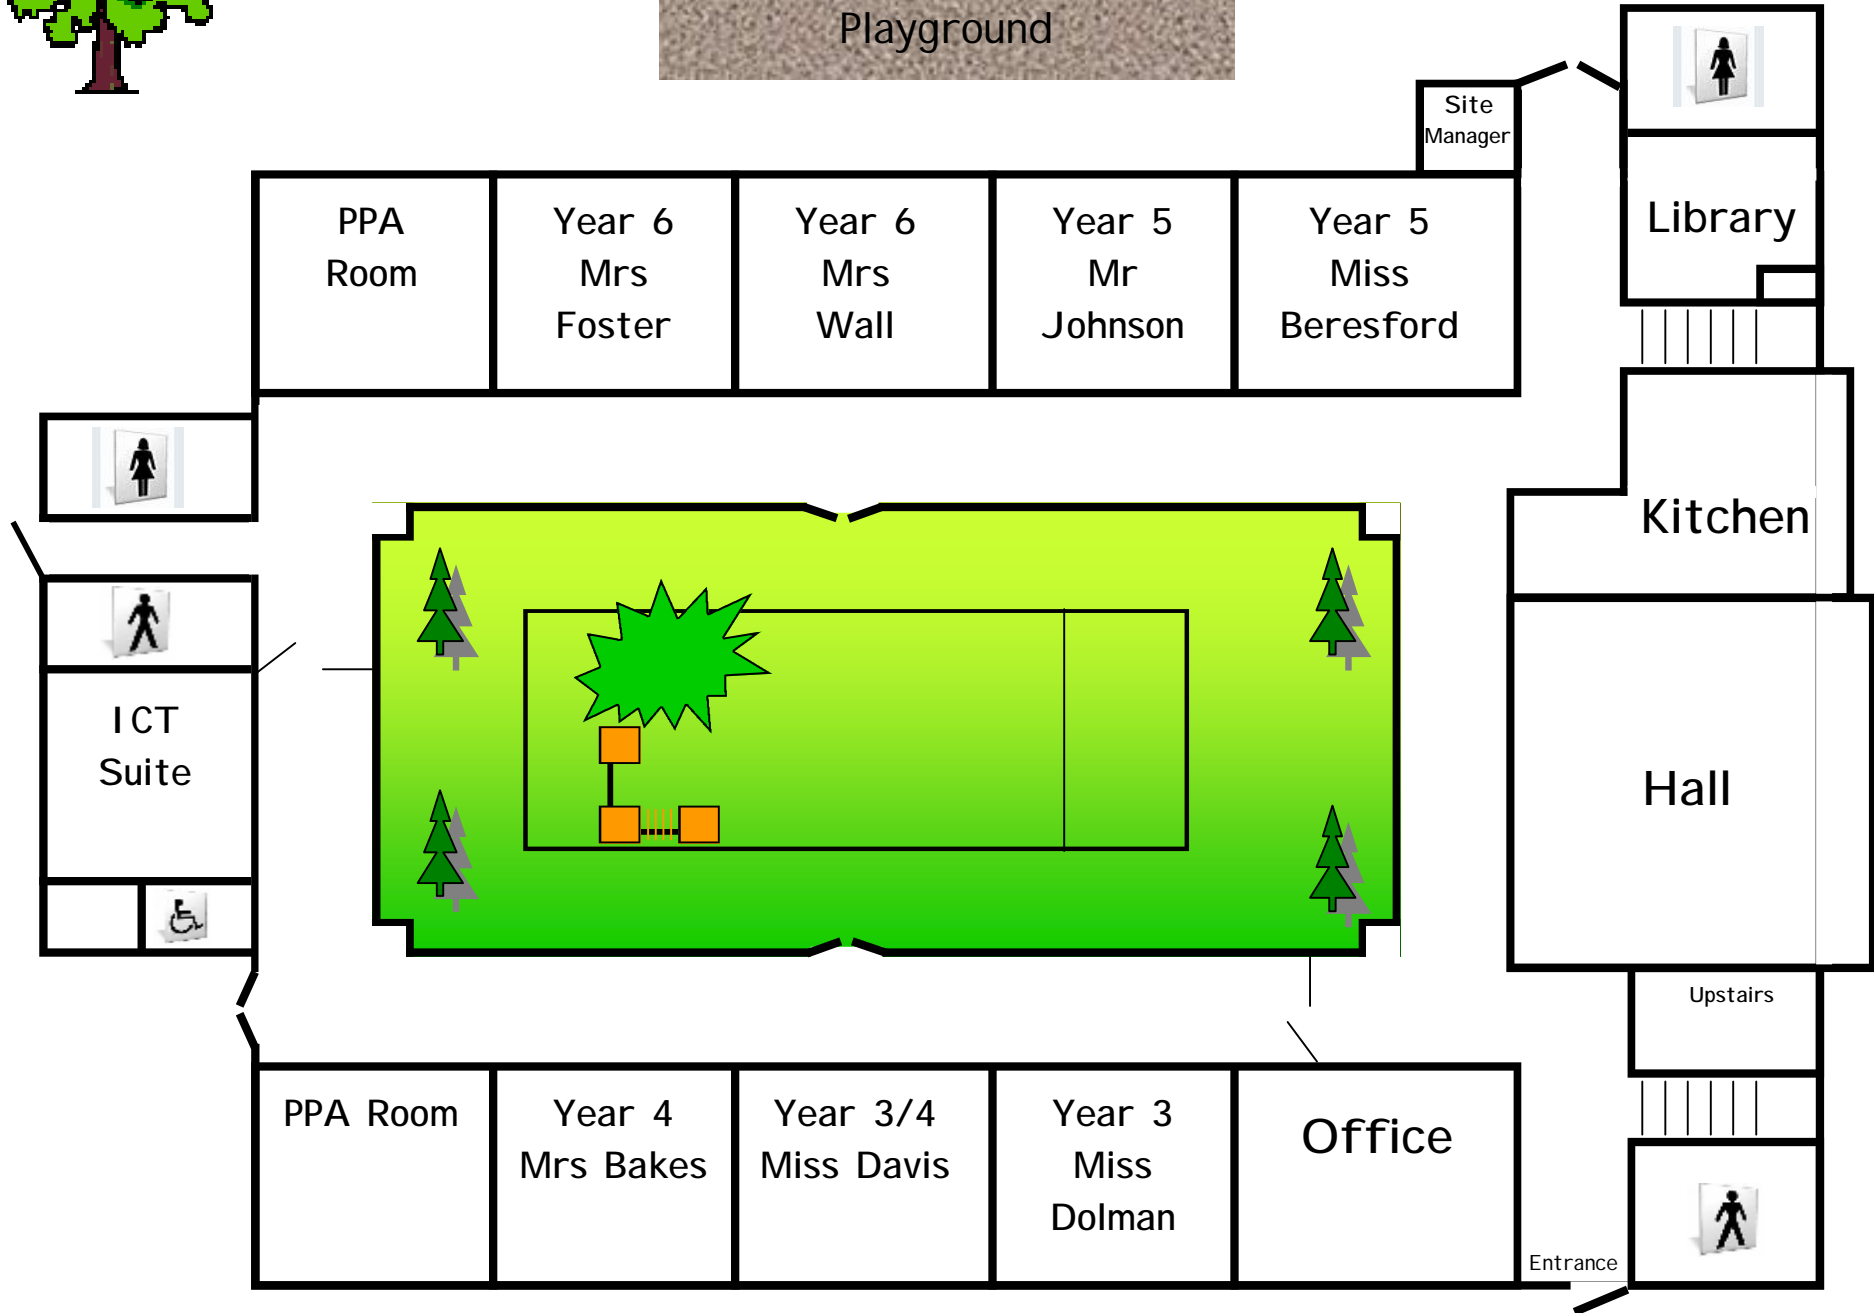 Playground
Site
Manager
PPA
Room
Year 6
Mrs
Foster
Year 6
Mrs
Wall
Year 5
Mr
Johnson
Year 5
Miss
Beresford
Library
Kitchen
ICT
Suite
Hall
Upstairs
PPA Room
Year 4
Mrs Bakes
Year 3/4
Miss Davis
Year 3
Miss
Dolman
Office
Entrance